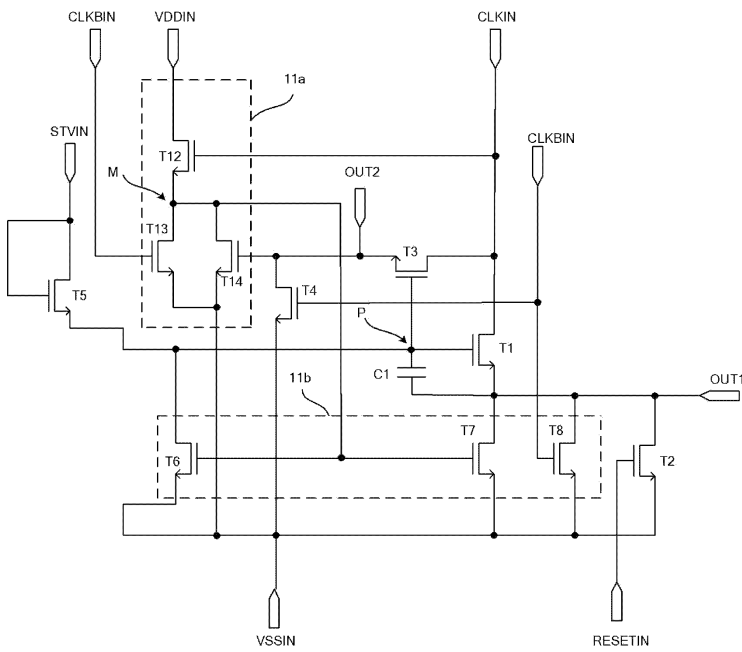 CLKBIN
VDDIN
CLKIN
11a
STVIN
CLKBIN
T12
OUT2
M
T13
T3
T14
T5
T4
P
T1
C1
OUT1
11b
T7
T8
T6
T2
VSSIN
RESETIN